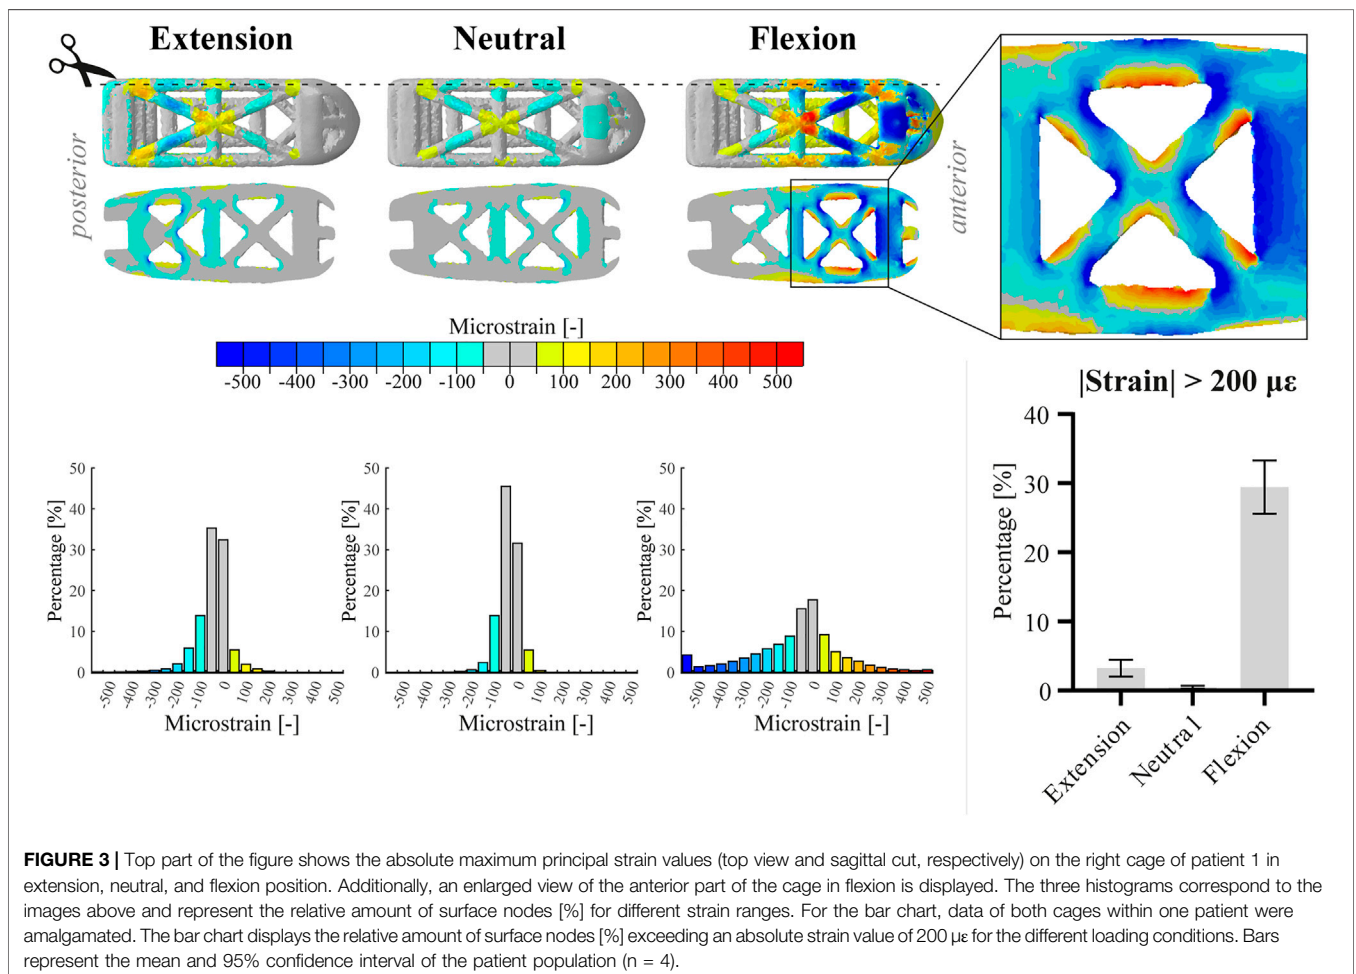 Extension Neutral Flexion
posterior
anterior
Microstrain [-]
-500 -400 -300 -200 -100 0 100 200 300 400 500
|Strain| > 200 με
Percentage [%]
50
40
30
20
10
0
-500 -400 -300 -200 -100 0 100 200 300 400 500
Microstrain [-]
Percentage [%]
50
40
30
20
10
0
-500 -400 -300 -200 -100 0 100 200 300 400 500
Microstrain [-]
Percentage [%]
50
40
30
20
10
0
-500 -400 -300 -200 -100 0 100 200 300 400 500
Microstrain [-]
Percentage [%]
40
30
20
10
0
Extension Neutral Flexion
FIGURE 3 | Top part of the figure shows the absolute maximum principal strain values (top view and sagittal cut, respectively) on the right cage of patient 1 in
extension, neutral, and flexion position. Additionally, an enlarged view of the anterior part of the cage in flexion is displayed. The three histograms correspond to the
images above and represent the relative amount of surface nodes [%] for different strain ranges. For the bar chart, data of both cages within one patient were
amalgamated. The bar chart displays the relative amount of surface nodes [%] exceeding an absolute strain value of 200 με for the different loading conditions. Bars
represent the mean and 95% confidence interval of the patient population (n = 4).